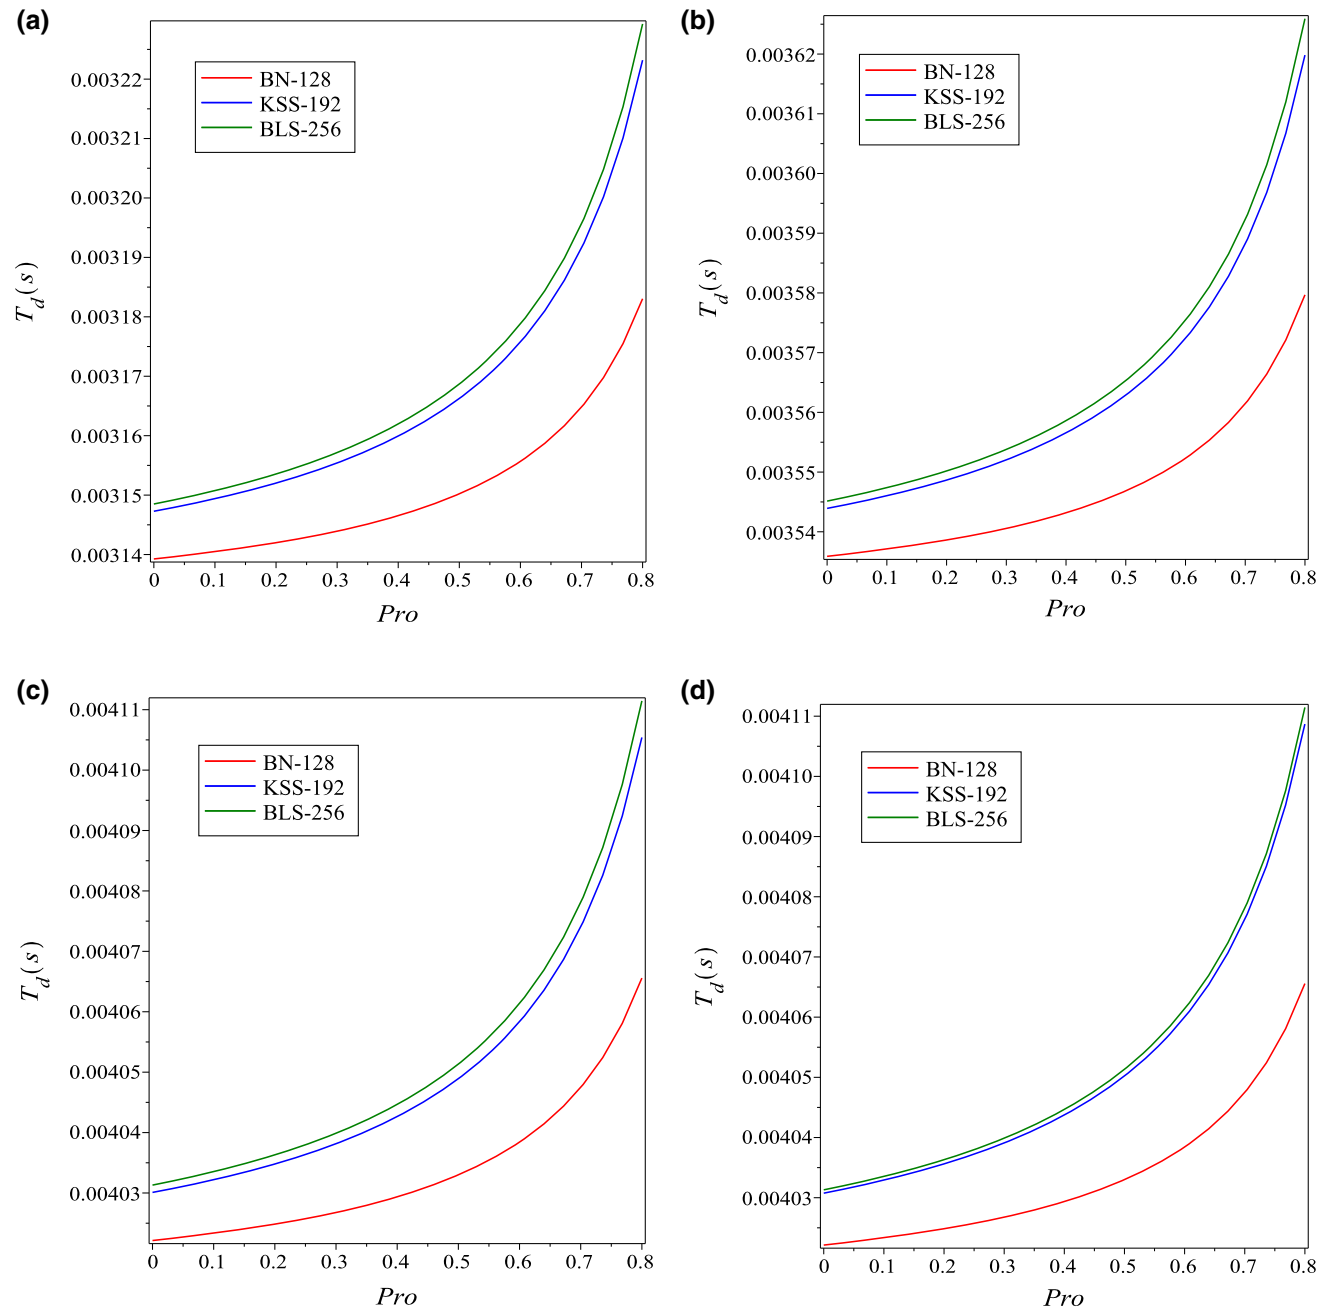 (a)
0.00322
0.00321
0.00320
0.00319
0.00318
0.00317
0.00316
0.00315
0.00314
T_d(s)
BN-128
KSS-192
BLS-256
0 0.1 0.2 0.3 0.4 0.5 0.6 0.7 0.8
Pro
(b)
0.00362
0.00361
0.00360
0.00359
0.00358
0.00357
0.00356
0.00355
0.00354
T_d(s)
BN-128
KSS-192
BLS-256
0 0.1 0.2 0.3 0.4 0.5 0.6 0.7 0.8
Pro
(c)
0.00411
0.00410
0.00409
0.00408
0.00407
0.00406
0.00405
0.00404
0.00403
T_d(s)
BN-128
KSS-192
BLS-256
0 0.1 0.2 0.3 0.4 0.5 0.6 0.7 0.8
Pro
(d)
0.00411
0.00410
0.00409
0.00408
0.00407
0.00406
0.00405
0.00404
0.00403
T_d(s)
BN-128
KSS-192
BLS-256
0 0.1 0.2 0.3 0.4 0.5 0.6 0.7 0.8
Pro